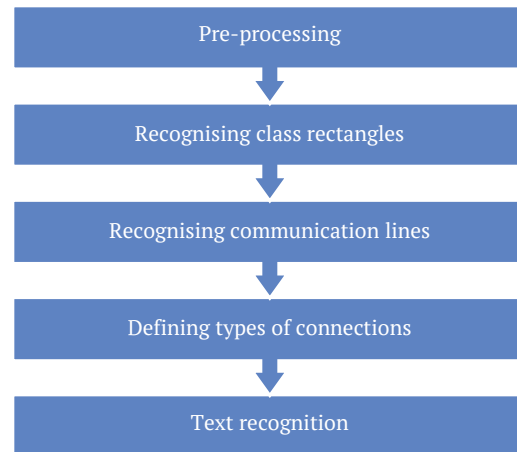 Pre-processing
Recognising class rectangles
Recognising communication lines
Defining types of connections
Text recognition